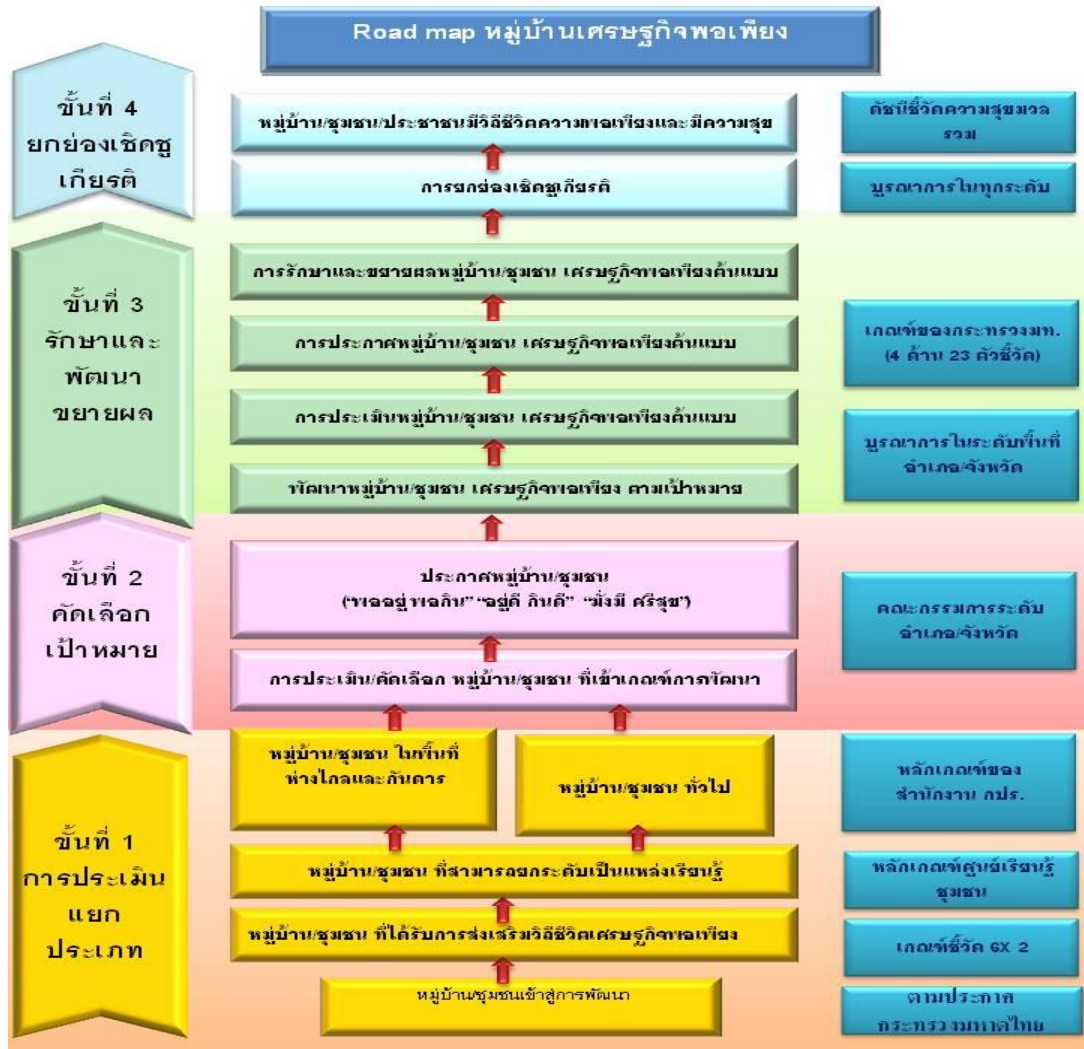 Road map หมู่บ้านเศรษฐกิจพอเพียง
ขั้นที่ 4
ยกย่องเชิดชู
เกียรติ
หมู่บ้าน/ชุมชน/ประชาชนมีวิถีชีวิตความพอเพียงและมีความสุข
ดัชนีชี้วัดความสุขมวล
รวม
การยกย่องเชิดชูเกียรติ
บูรณาการในทุกระดับ
ขั้นที่ 3
รักษาและ
พัฒนา
ขยายผล
การรักษาและขยายผลหมู่บ้าน/ชุมชน เศรษฐกิจพอเพียงต้นแบบ
การประกาศหมู่บ้าน/ชุมชน เศรษฐกิจพอเพียงต้นแบบ
เกณฑ์ของกระทรวงมท.
(4 ด้าน 23 ตัวชี้วัด)
การประเมินหมู่บ้าน/ชุมชน เศรษฐกิจพอเพียงต้นแบบ
บูรณาการในระดับพื้นที่
อำเภอ/จังหวัด
พัฒนาหมู่บ้าน/ชุมชน เศรษฐกิจพอเพียง ตามเป้าหมาย
ขั้นที่ 2
คัดเลือก
เป้าหมาย
ประกาศหมู่บ้าน/ชุมชน
("พออยู่ พอกิน" "อยู่ดี กินดี" "มั่งมี ศรีสุข")
คณะกรรมการระดับ
อำเภอ/จังหวัด
การประเมิน/คัดเลือก หมู่บ้าน/ชุมชน ที่เข้าเกณฑ์การพัฒนา
ขั้นที่ 1
การประเมิน
แยก
ประเภท
หมู่บ้าน/ชุมชน ในพื้นที่
ห่างไกลและกันดาร
หมู่บ้าน/ชุมชน ทั่วไป
หลักเกณฑ์ของ
สำนักงาน กปร.
หมู่บ้าน/ชุมชน ที่สามารถยกระดับเป็นแหล่งเรียนรู้
หลักเกณฑ์ศูนย์เรียนรู้
ชุมชน
หมู่บ้าน/ชุมชน ที่ได้รับการส่งเสริมวิถีชีวิตเศรษฐกิจพอเพียง
เกณฑ์ชี้วัด 6X 2
หมู่บ้าน/ชุมชนเข้าสู่การพัฒนา
ตามประกาศ
กระทรวงมหาดไทย